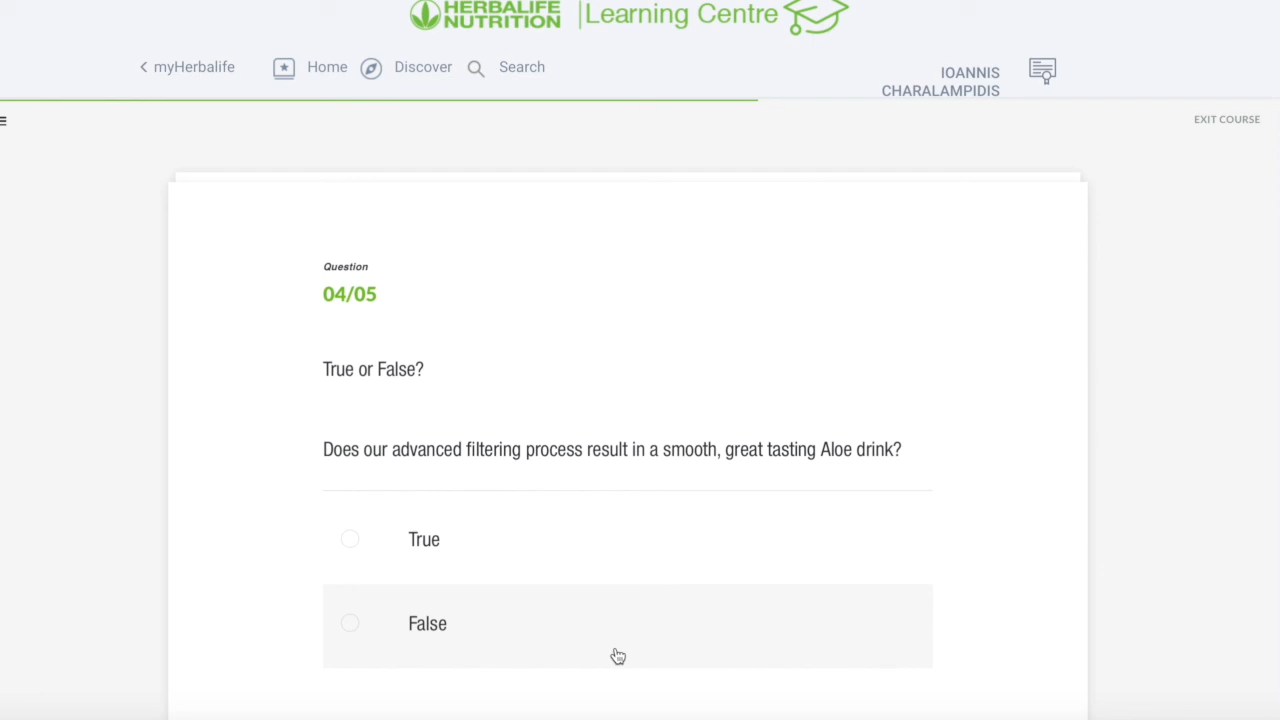 HERBALIFE
NUTRITION
Learning Centre
myHerbalife
Home
Discover
Search
IOANNIS
CHARALAMPIDIS
EXIT COURSE
Question
04/05
True or False?
Does our advanced filtering process result in a smooth, great tasting Aloe drink?
True
False